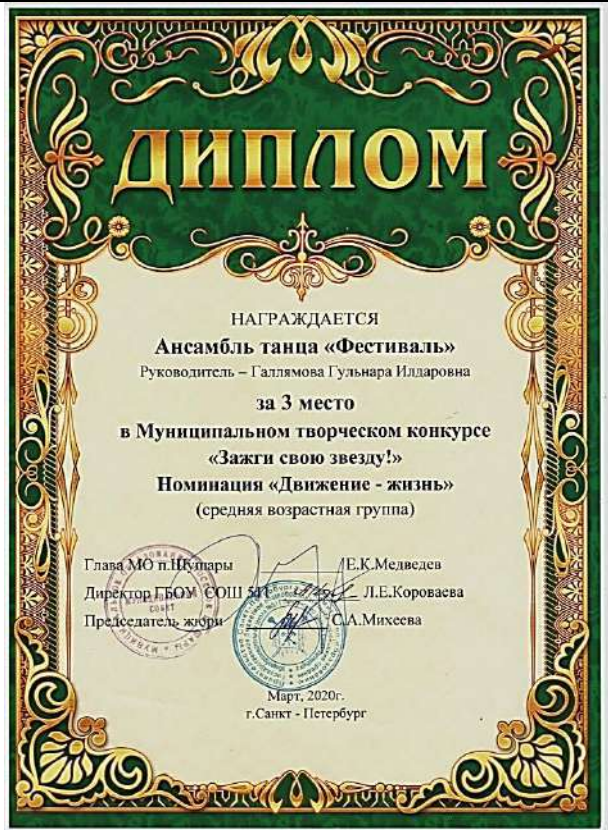 ДИПЛОМ
НАГРАЖДАЕТСЯ
Ансамбль танца «Фестиваль»
Руководитель – Галлямова Гульнара Илдаровна
за 3 место
в Муниципальном творческом конкурсе
«Зажги свою звезду!»
Номинация «Движение - жизнь»
(средняя возрастная группа)
Глава МО п.Шушары Е.К.Медведев
Директор ГБОУ СОШ Л.Е.Короваева
Председатель жюри С.А.Михеева
Март, 2020г.
г.Санкт - Петербург